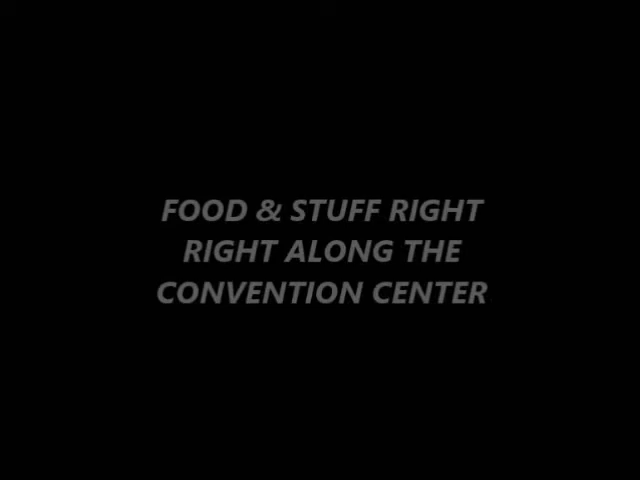 FOOD & STUFF RIGHT
RIGHT ALONG THE
CONVENTION CENTER